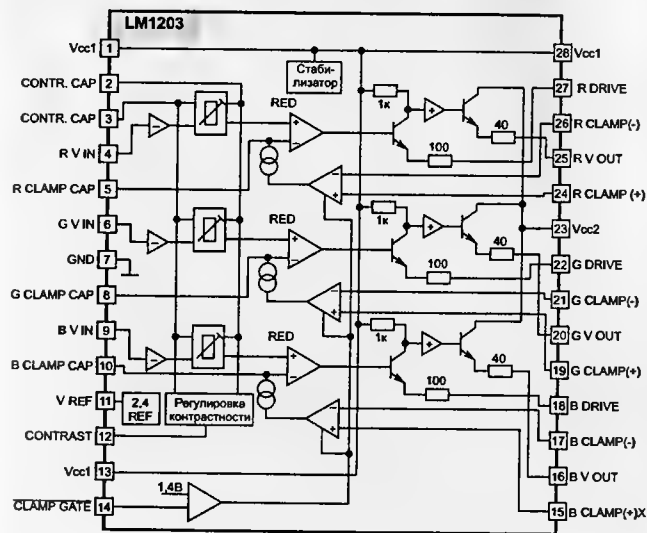 LM1203
Vcc1
1
CONTR. CAP
2
CONTR. CAP
3
R V IN
4
R CLAMP CAP
5
G V IN
6
GND
7
G CLAMP CAP
8
B V IN
9
B CLAMP CAP
10
V REF
11
CONTRAST
12
Vcc1
13
CLAMP GATE
14
Стаби-
лизатор
RED
1к
100
40
RED
1к
100
40
RED
1к
100
40
2,4
REF
Регулировка
контрастности
1,4В
28
Vcc1
27
R DRIVE
26
R CLAMP(-)
25
R V OUT
24
R CLAMP (+)
23
Vcc2
22
G DRIVE
21
G CLAMP(-)
20
G V OUT
19
G CLAMP(+)
18
B DRIVE
17
B CLAMP(-)
16
B V OUT
15
B CLAMP(+)X